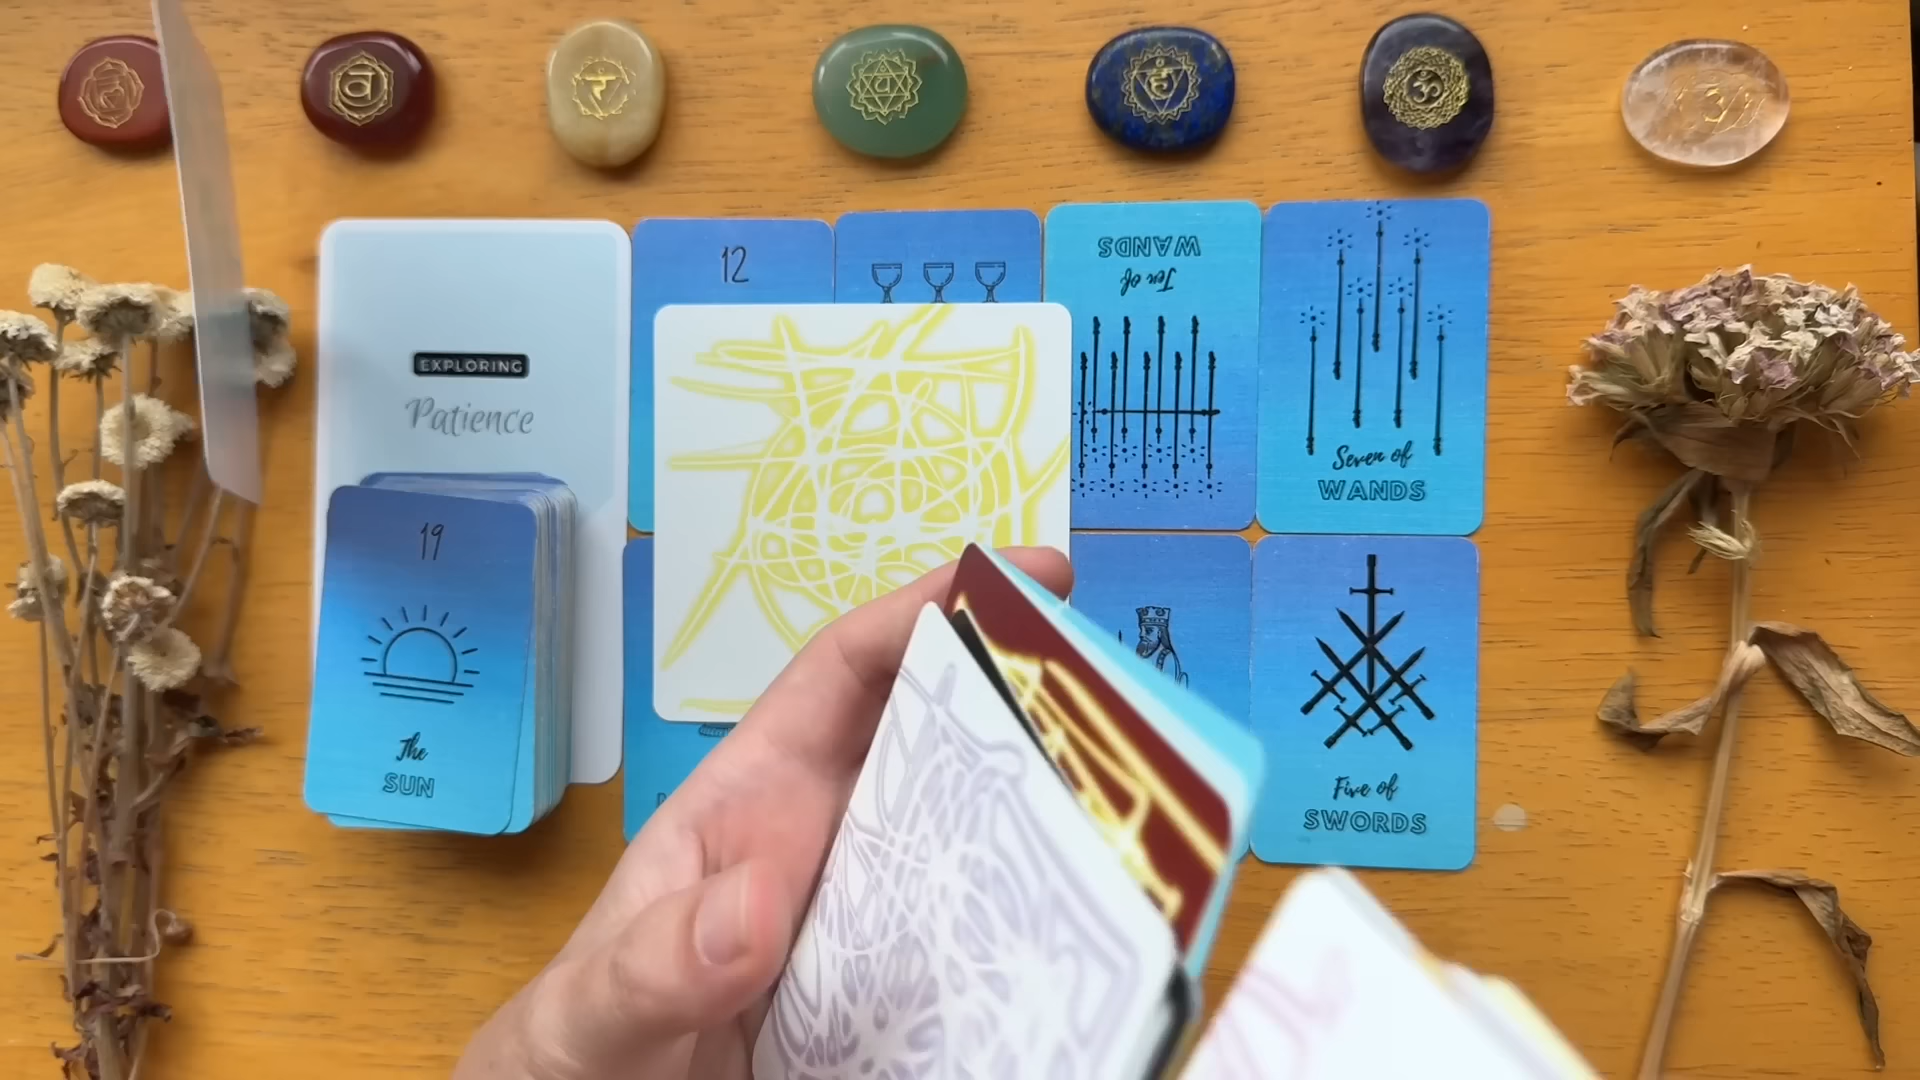 व
रं
ॐ
EXPLORING
Patience
12
Ten of
WANDS
Seven of
WANDS
19
The
SUN
Five of
SWORDS